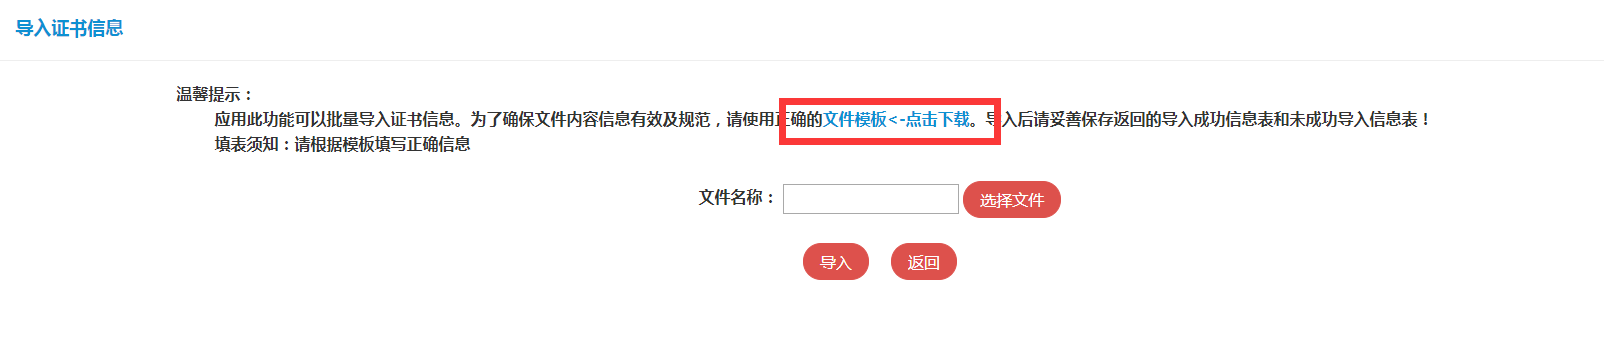 导入证书信息
温馨提示：
应用此功能可以批量导入证书信息。为了确保文件内容信息有效及规范，请使用正确的文件模板<-点击下载。导入后请妥善保存返回的导入成功信息表和未成功导入信息表！
填表须知：请根据模板填写正确信息
文件名称： 选择文件
导入 返回